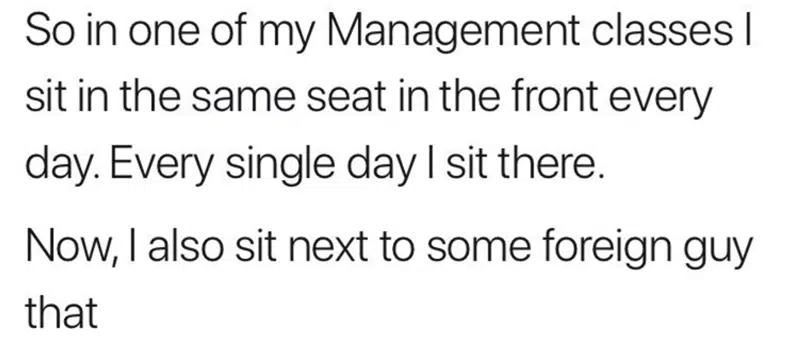 So in one of my Management classes I
sit in the same seat in the front every
day. Every single day I sit there.
Now, I also sit next to some foreign guy
that